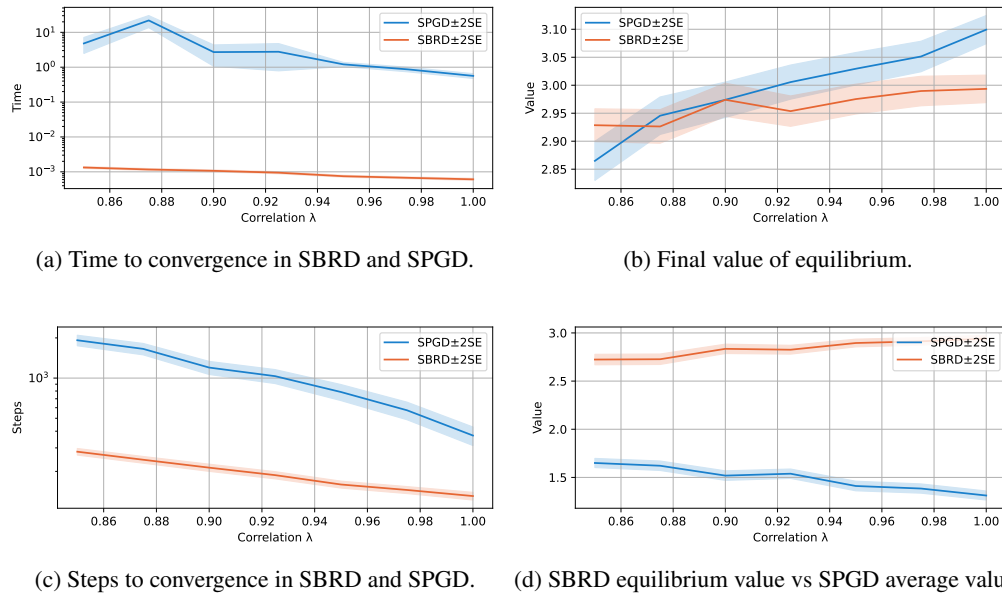 SPGD±2SE
SBRD±2SE
10¹
10⁰
10⁻¹
10⁻²
10⁻³
Time
0.86 0.88 0.90 0.92 0.94 0.96 0.98 1.00
Correlation λ
(a) Time to convergence in SBRD and SPGD.
SPGD±2SE
SBRD±2SE
3.10
3.05
3.00
2.95
2.90
2.85
Value
0.86 0.88 0.90 0.92 0.94 0.96 0.98 1.00
Correlation λ
(b) Final value of equilibrium.
SPGD±2SE
SBRD±2SE
10³
Steps
0.86 0.88 0.90 0.92 0.94 0.96 0.98 1.00
Correlation λ
(c) Steps to convergence in SBRD and SPGD.
SPGD±2SE
SBRD±2SE
3.0
2.5
2.0
1.5
Value
0.86 0.88 0.90 0.92 0.94 0.96 0.98 1.00
Correlation λ
(d) SBRD equilibrium value vs SPGD average valu